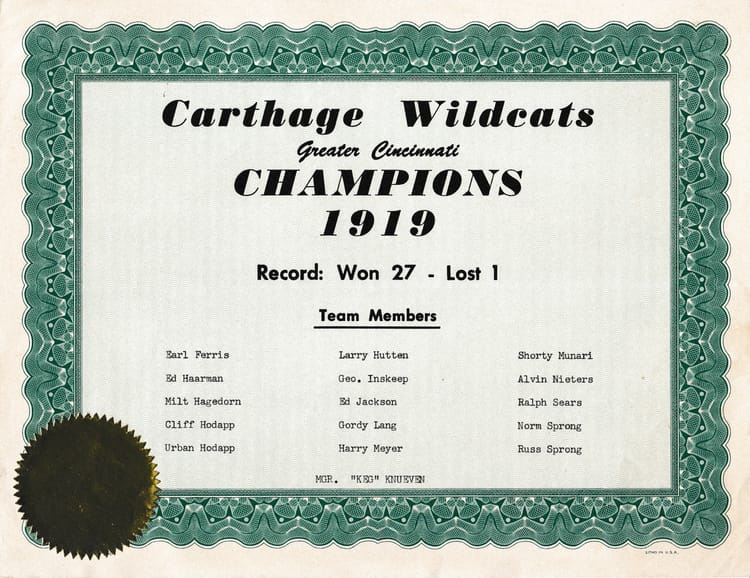 Carthage Wildcats
Greater Cincinnati
CHAMPIONS
1919
Record: Won 27 - Lost 1
Team Members
Earl Ferris Larry Hutten Shorty Munari
Ed Haarman Geo. Inskeep Alvin Nieters
Milt Hagedorn Ed Jackson Ralph Sears
Cliff Hodapp Gordy Lang Norm Sprong
Urban Hodapp Harry Meyer Russ Sprong
MGR. "KEG" KNUEVEN
LITHO IN U.S.A.